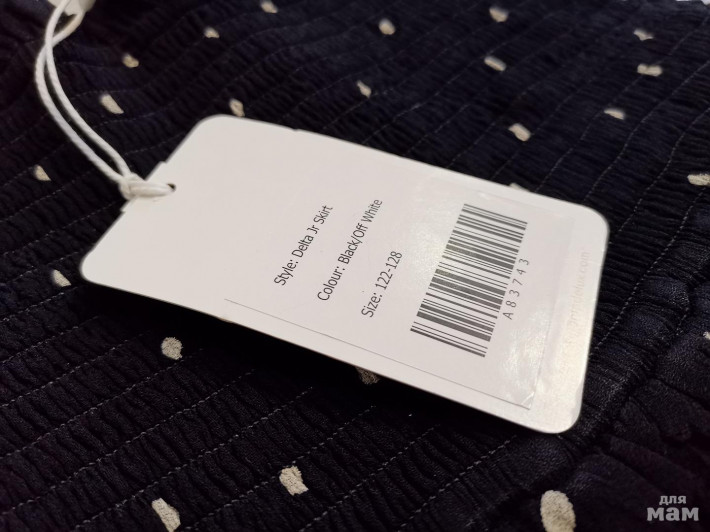 Style: Delta Jr Skirt
Colour: Black/Off White
Size: 122-128
A83743
для
мам